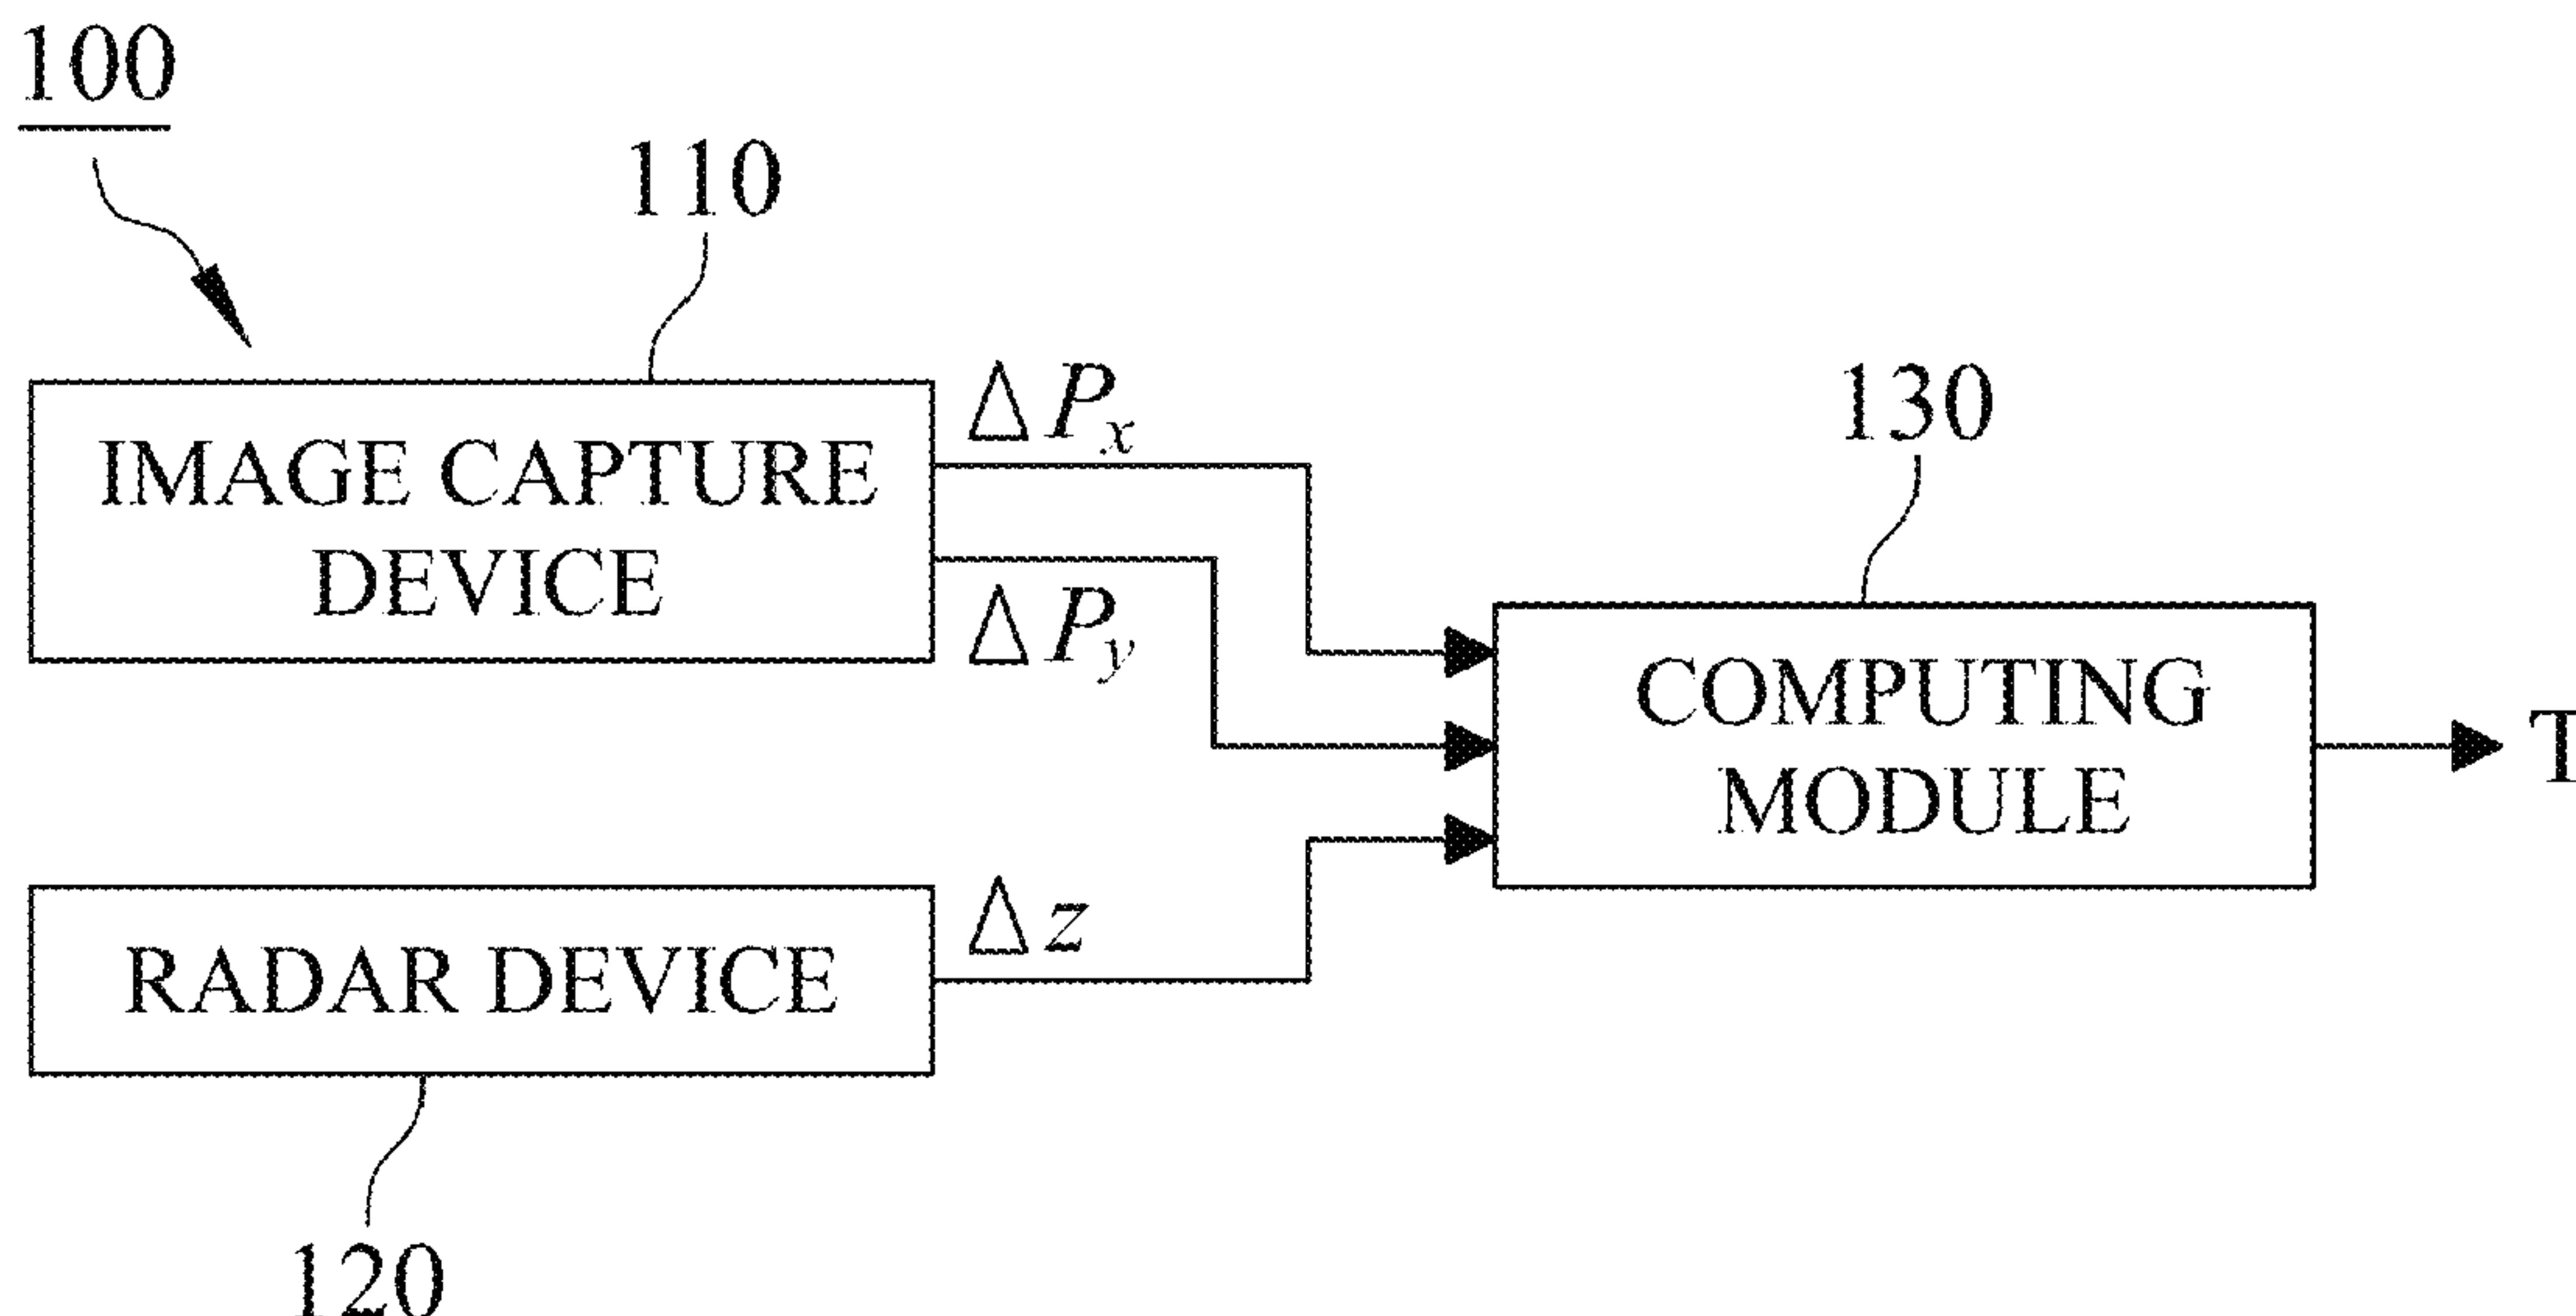 100
110
IMAGE CAPTURE
DEVICE
ΔPx
ΔPy
130
COMPUTING
MODULE
T
RADAR DEVICE
Δz
120